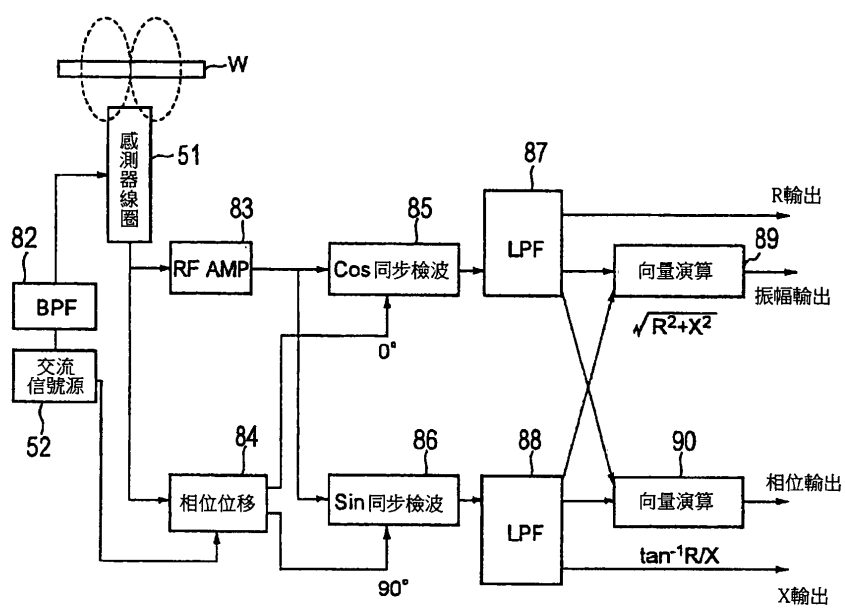 W
感測器線圈
51
82
BPF
交流
信號源
52
83
RF AMP
84
相位位移
85
Cos同步檢波
0°
86
Sin同步檢波
90°
87
LPF
88
LPF
R輸出
89
向量演算
振幅輸出
√R²+X²
90
向量演算
相位輸出
tan⁻¹R/X
X輸出